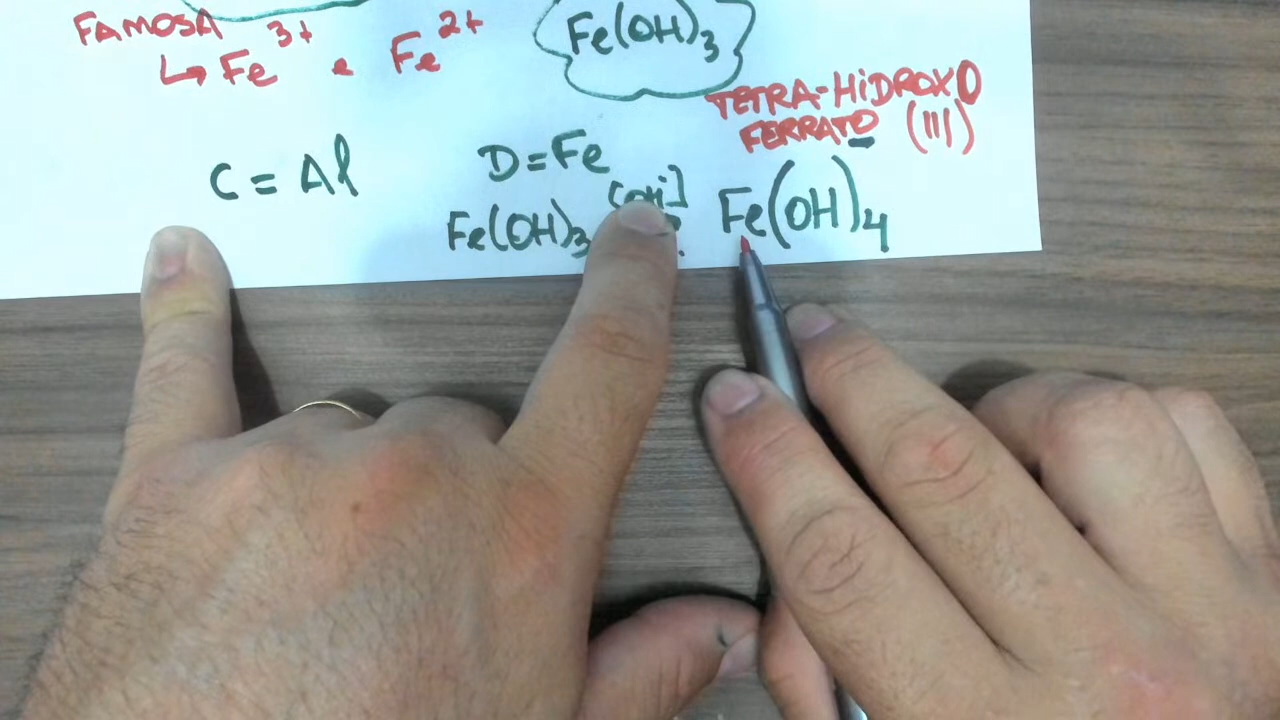 FAMOSA
↳ Fe³⁺ e Fe²⁺
Fe(OH)₃
TETRA-HIDROXO
FERRATO (III)
C = Al
D = Fe
Fe(OH)₃
Fe(OH)₄